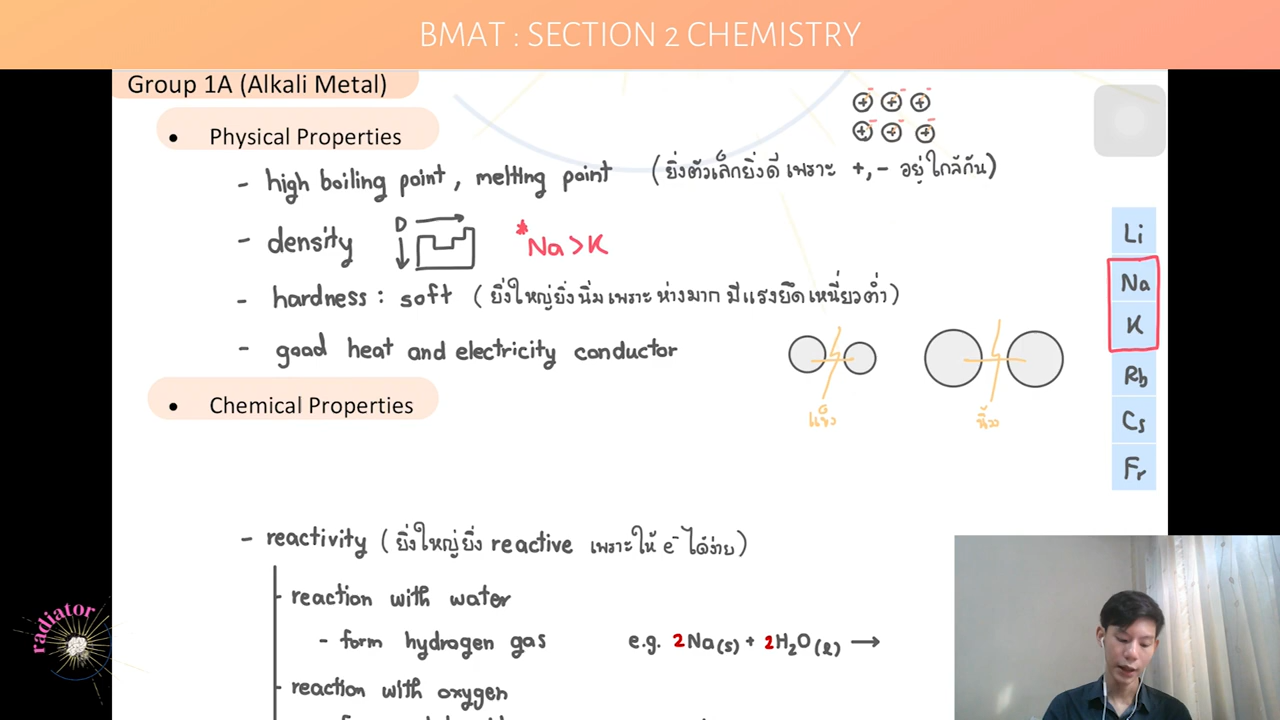 BMAT : SECTION 2 CHEMISTRY
Group 1A (Alkali Metal)
• Physical Properties
- high boiling point, melting point (ยิ่งตัวเล็กยิ่งดี เพราะ +, - อยู่ใกล้กัน)
- density D *Na > K
- hardness : soft (ยิ่งใหญ่ยิ่งนิ่ม เพราะ ห่างมาก มีแรงยึดเหนี่ยวต่ำ)
- good heat and electricity conductor
แข็ง
นิ่ม
• Chemical Properties
Li
Na
K
Rb
Cs
Fr
- reactivity (ยิ่งใหญ่ยิ่ง reactive เพราะให้ e⁻ ได้ง่าย)
reaction with water
- form hydrogen gas e.g. 2Na(s) + 2H₂O(l) →
reaction with oxygen
radiator